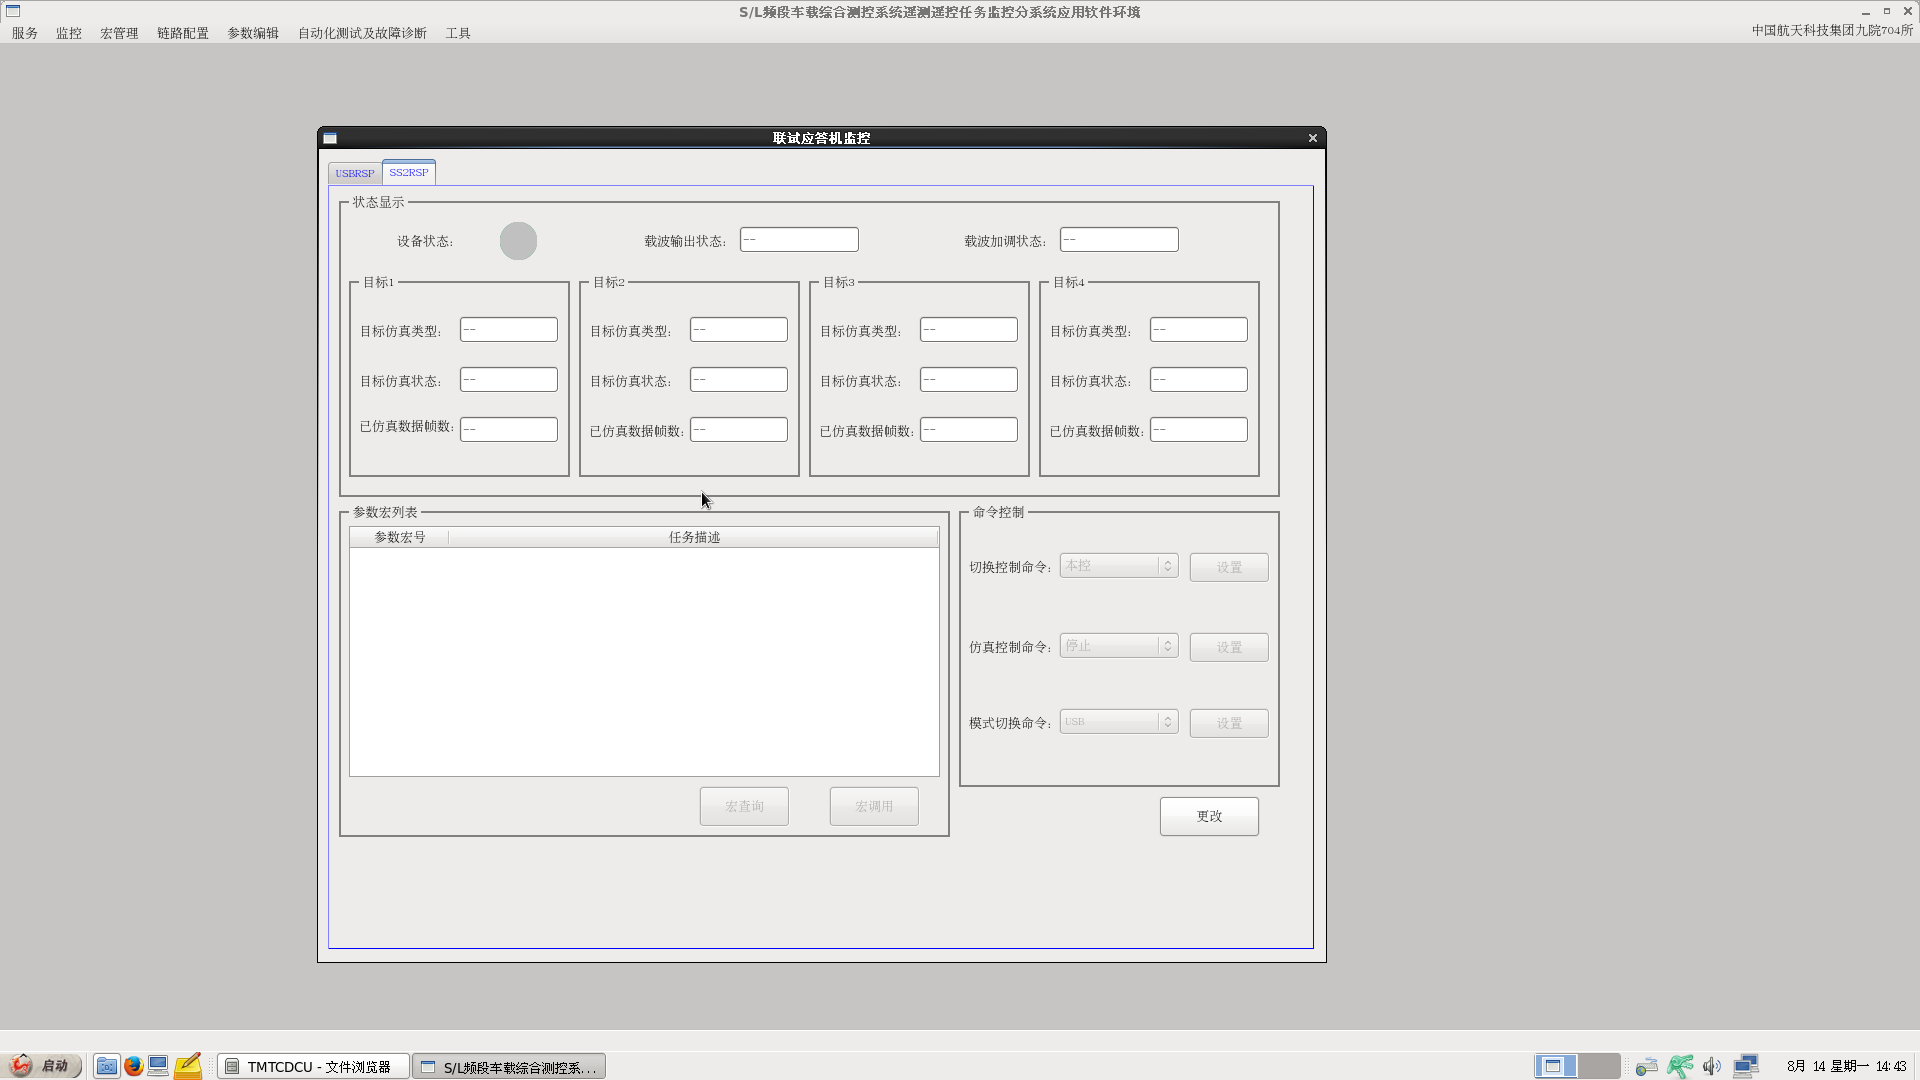 S/L频段车载综合测控系统遥测遥控任务监控分系统应用软件环境
服务 监控 宏管理 链路配置 参数编辑 自动化测试及故障诊断 工具 中国航天科技集团九院704所
联试应答机监控
USBRSP SS2RSP
状态显示
设备状态: 载波输出状态: -- 载波加调状态: --
目标1 目标2 目标3 目标4
目标仿真类型: -- 目标仿真类型: -- 目标仿真类型: -- 目标仿真类型: --
目标仿真状态: -- 目标仿真状态: -- 目标仿真状态: -- 目标仿真状态: --
已仿真数据帧数: -- 已仿真数据帧数: -- 已仿真数据帧数: -- 已仿真数据帧数: --
参数宏列表 命令控制
参数宏号 任务描述
切换控制命令: 本控 设置
仿真控制命令: 停止 设置
模式切换命令: USB 设置
宏查询 宏调用 更改
启动 TMTCDCU - 文件浏览器 S/L频段车载综合测控系... 8月 14 星期一 14:43